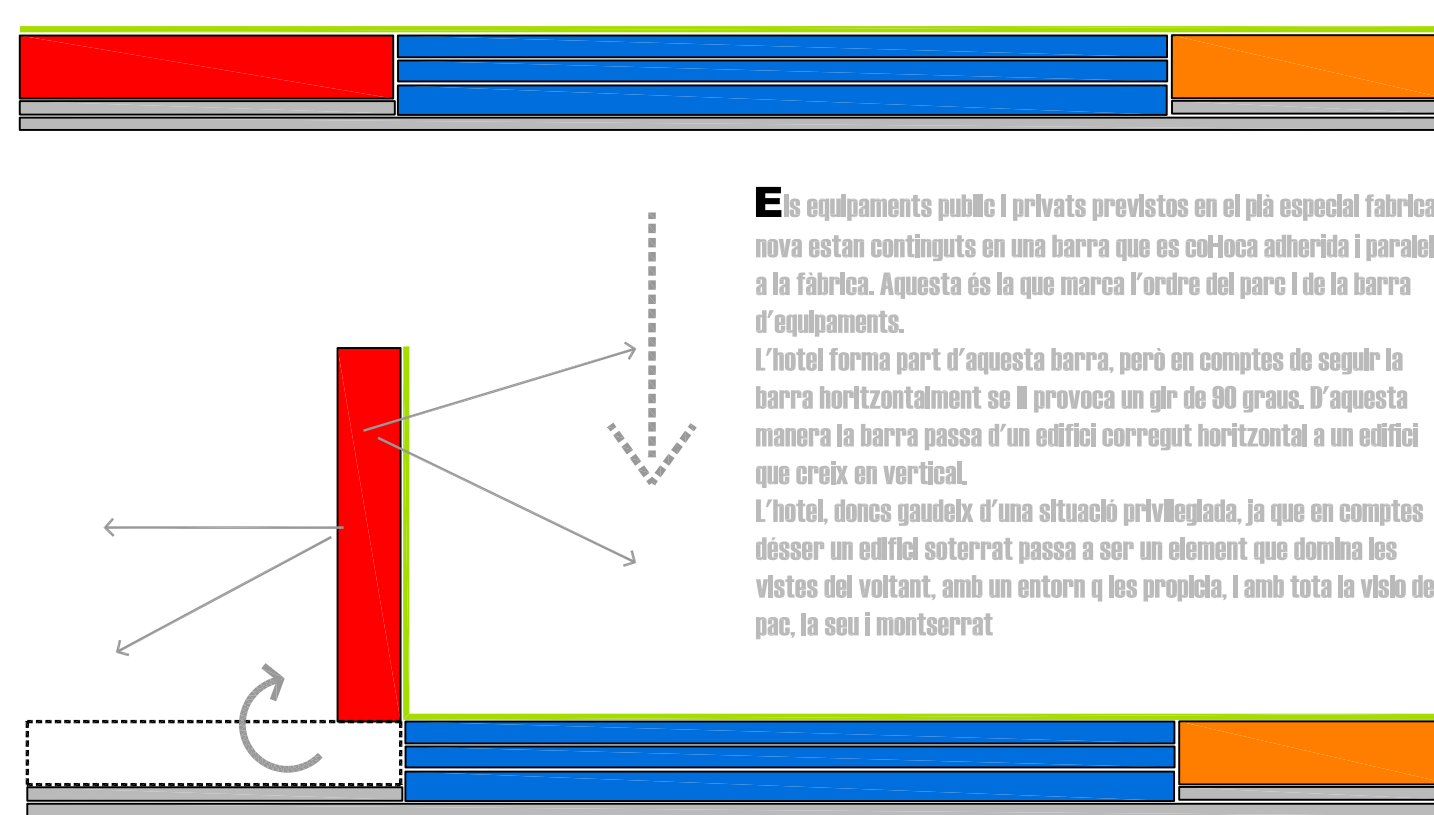 Els equipaments public i privats previstos en el plà especial fabrica
nova estan continguts en una barra que es col·loca adherida i paralel
a la fàbrica. Aquesta és la que marca l'ordre del parc i de la barra
d'equipaments.
L'hotel forma part d'aquesta barra, però en comptes de seguir la
barra horitzontalment se li provoca un gir de 90 graus. D'aquesta
manera la barra passa d'un edifici corregut horitzontal a un edifici
que creix en vertical.
L'hotel, doncs gaudeix d'una situació privilegiada, ja que en comptes
désser un edifici soterrat passa a ser un element que domina les
vistes del voltant, amb un entorn q les propicia, i amb tota la visio de
pac, la seu i montserrat